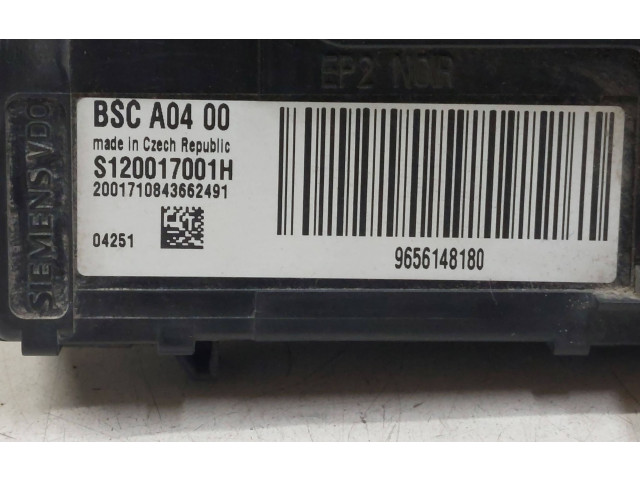 EP2 NOIR
SIEMENS VDO
BSC A04 00
made in Czech Republic
S120017001H
2001710843662491
04251
9656148180